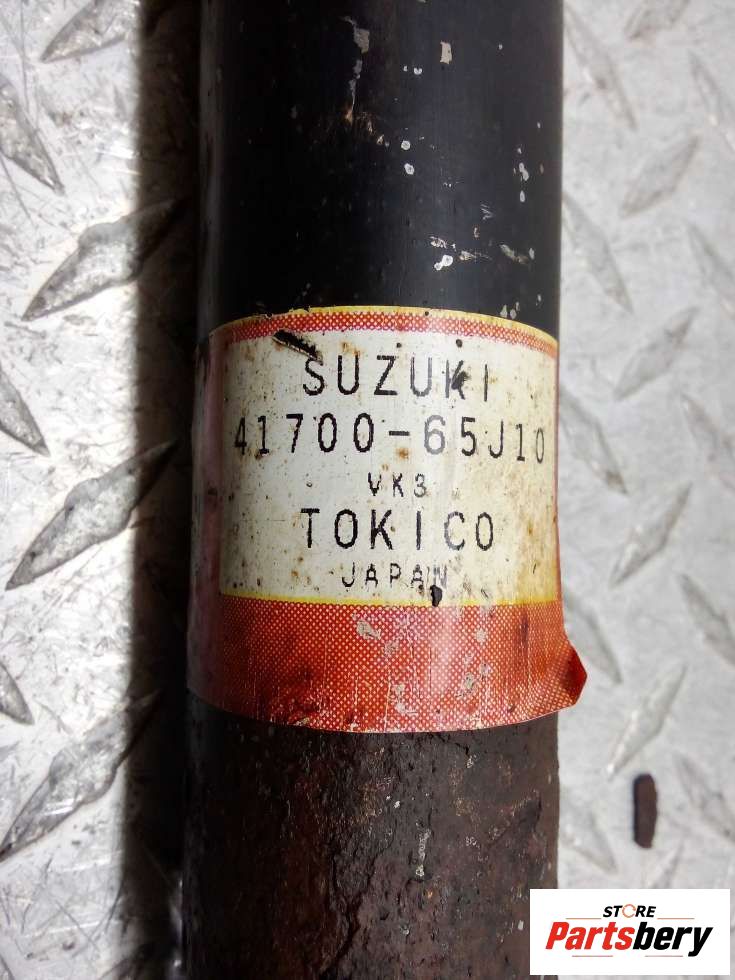 SUZUKI
41700-65J10
VK3
TOKICO
JAPAN
STORE
Partsbery